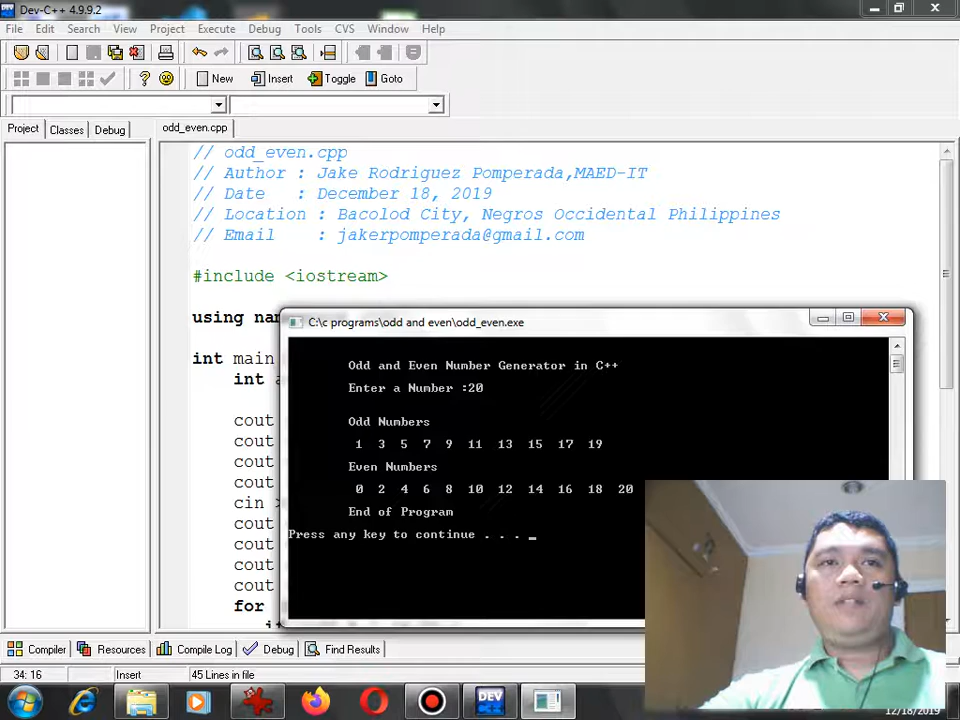 Dev-C++ 4.9.9.2
File Edit Search View Project Execute Debug Tools CVS Window Help
New Insert Toggle Goto
Project Classes Debug odd_even.cpp
// odd_even.cpp
// Author : Jake Rodriguez Pomperada,MAED-IT
// Date   : December 18, 2019
// Location : Bacolod City, Negros Occidental Philippines
// Email    : jakerpomperada@gmail.com
#include <iostream>
using nam
int main
int a
cout
cout
cout
cout
cin >
cout
cout
cout
cout
for
C:\c programs\odd and even\odd_even.exe
Odd and Even Number Generator in C++
Enter a Number :20
Odd Numbers
1 3 5 7 9 11 13 15 17 19
Even Numbers
0 2 4 6 8 10 12 14 16 18 20
End of Program
Press any key to continue . . . _
Compiler Resources Compile Log Debug Find Results
34: 16 Insert 45 Lines in file
DEV
12/18/2019